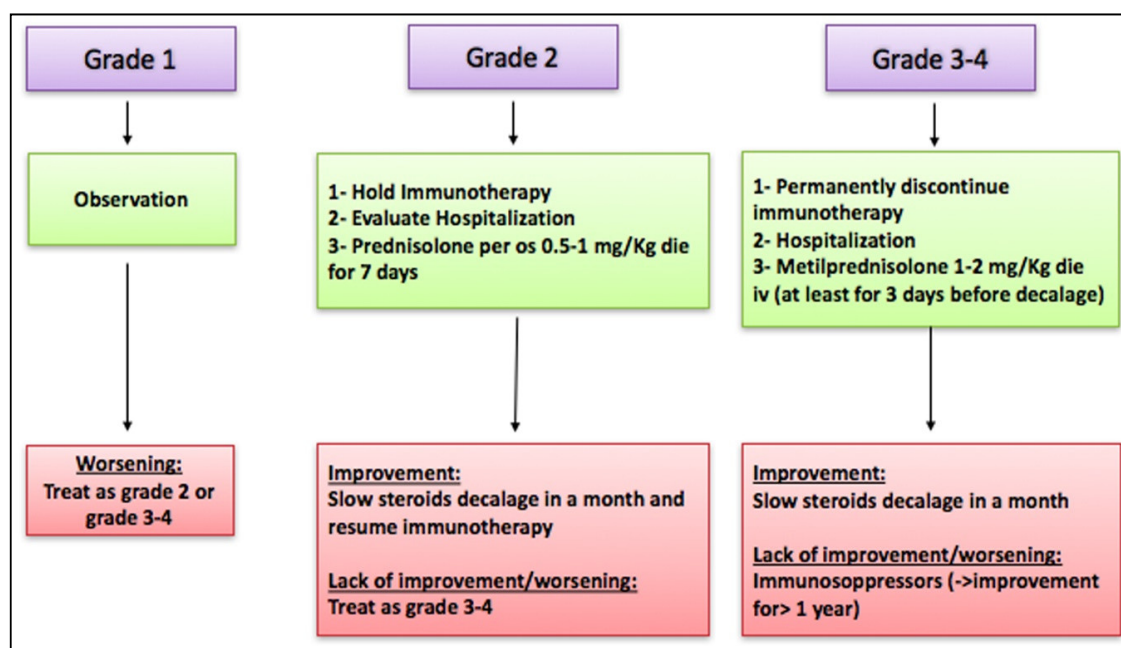 Grade 1
Observation
Worsening:
Treat as grade 2 or
grade 3-4
Grade 2
1- Hold Immunotherapy
2- Evaluate Hospitalization
3- Prednisolone per os 0.5-1 mg/Kg die
for 7 days
Improvement:
Slow steroids decalage in a month and
resume immunotherapy
Lack of improvement/worsening:
Treat as grade 3-4
Grade 3-4
1- Permanently discontinue
immunotherapy
2- Hospitalization
3- Metilprednisolone 1-2 mg/Kg die
iv (at least for 3 days before decalage)
Improvement:
Slow steroids decalage in a month
Lack of improvement/worsening:
Immunosoppressors (->improvement
for> 1 year)